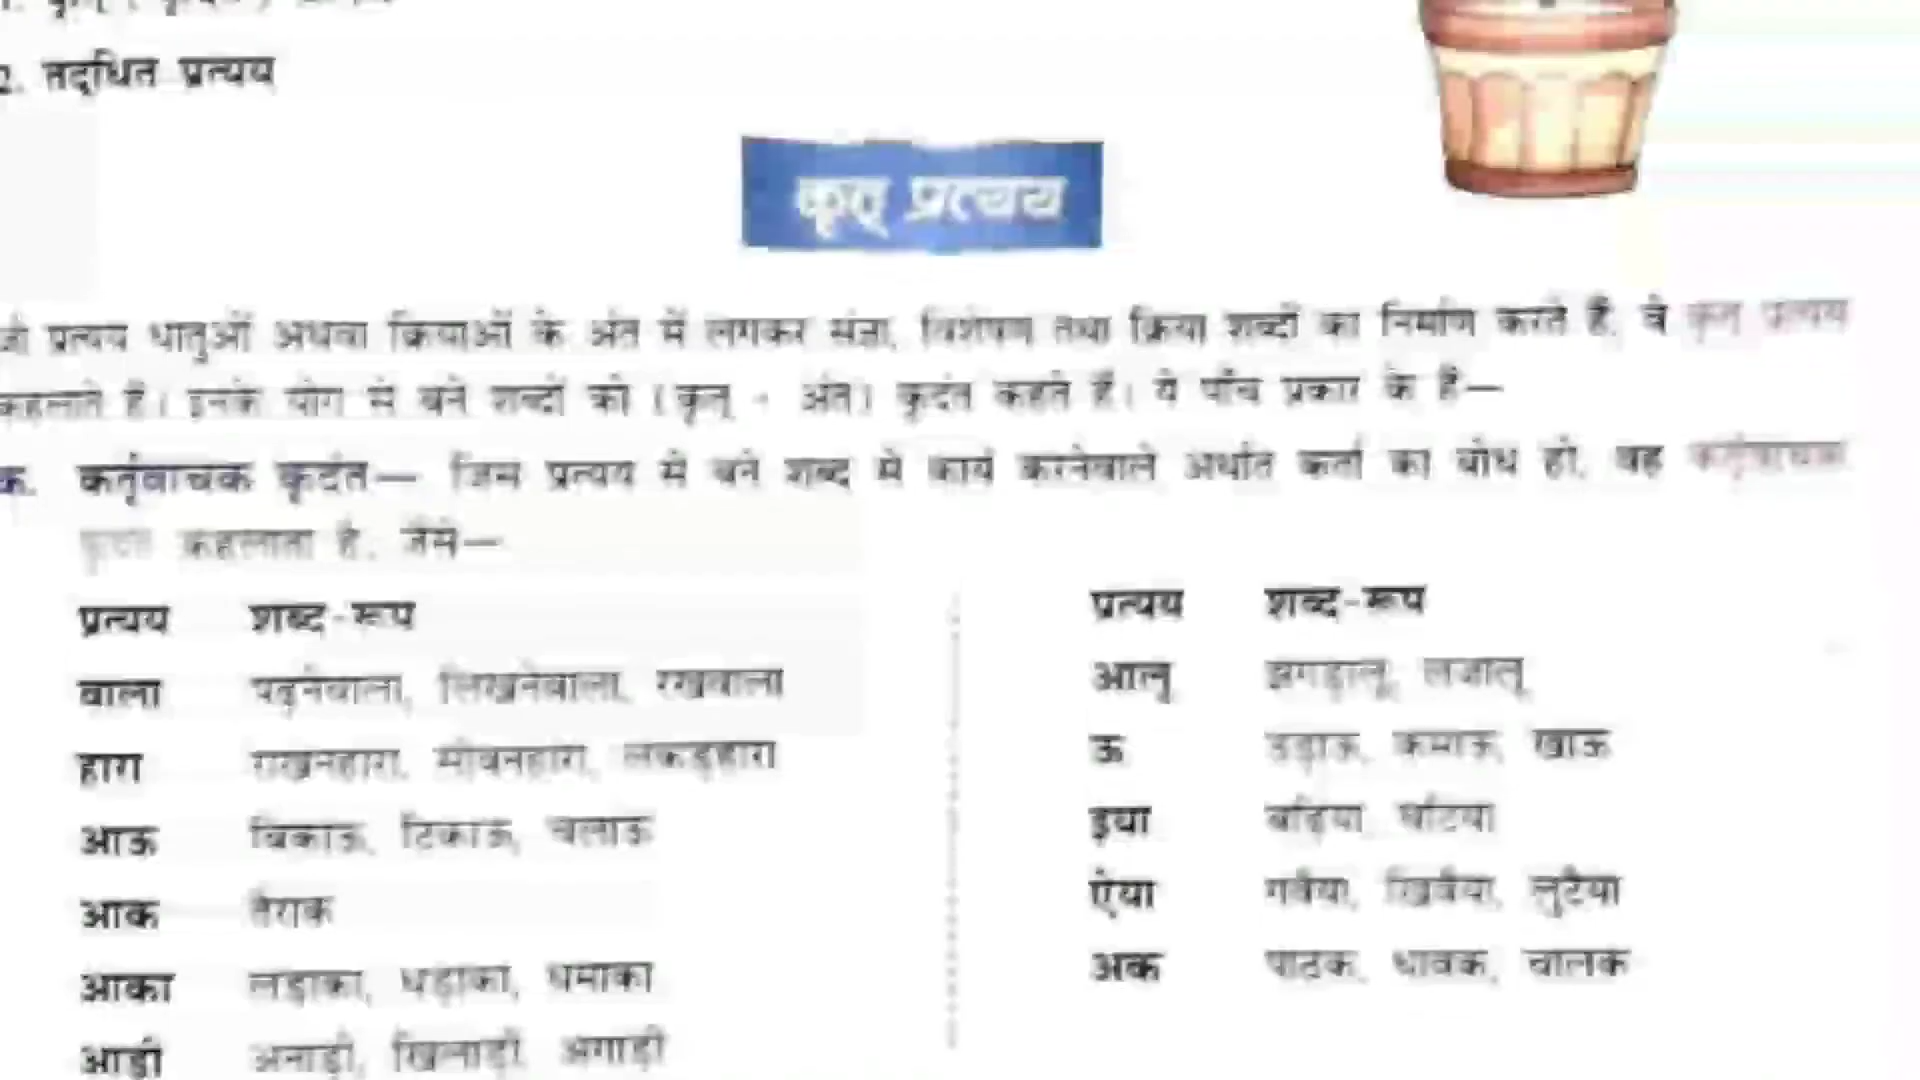 2. तद्धित प्रत्यय
कृत् प्रत्यय
जो प्रत्यय धातुओं अथवा क्रियाओं के अंत में लगकर संज्ञा, विशेषण तथा क्रिया शब्दों का निर्माण करते हैं, वे कृत् प्रत्यय
कहलाते हैं। इनके योग से बने शब्दों को (कृत् + अंत) कृदंत कहते हैं। ये पाँच प्रकार के हैं—
क. कर्तृवाचक कृदंत— जिस प्रत्यय से बने शब्द से कार्य करनेवाले अर्थात कर्ता का बोध हो, वह कर्तृवाचक
कृदंत कहलाता है, जैसे—
प्रत्यय शब्द-रूप
वाला पढ़नेवाला, लिखनेवाला, रखवाला
हारा राखनहारा, लकड़हारा
आऊ बिकाऊ, टिकाऊ, चलाऊ
आक तैराक
आका लड़ाका, धड़ाका, धमाका
आड़ी अनाड़ी, खिलाड़ी, अगाड़ी
प्रत्यय शब्द-रूप
आलू झगड़ालू, लजालू
ऊ उड़ाऊ, कमाऊ, खाऊ
इया बढ़िया, घटिया
ऐया गवैया, खिवैया, लुटैया
अक पाठक, धावक, चालक